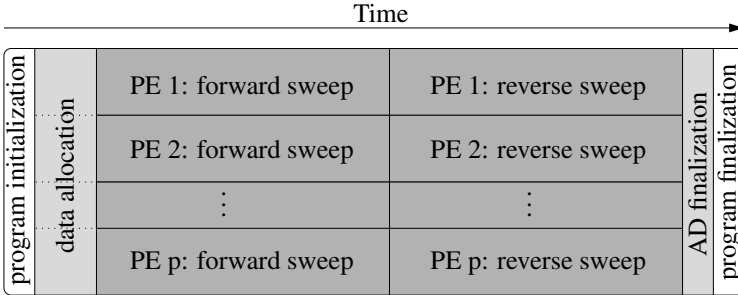 Time
program initialization
data allocation
PE 1: forward sweep
PE 1: reverse sweep
PE 2: forward sweep
PE 2: reverse sweep
⋮
⋮
PE p: forward sweep
PE p: reverse sweep
AD finalization
program finalization